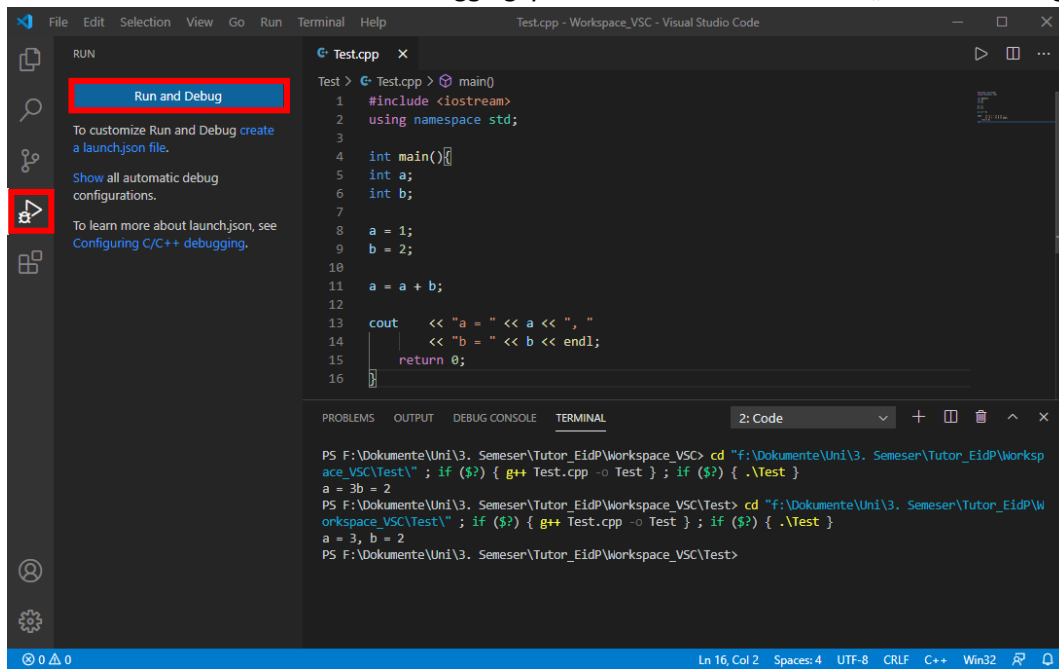 File Edit Selection View Go Run Terminal Help Test.cpp - Workspace_VSC - Visual Studio Code
RUN
Run and Debug
To customize Run and Debug create
a launch.json file.
Show all automatic debug
configurations.
To learn more about launch.json, see
Configuring C/C++ debugging.
Test.cpp
Test > Test.cpp > main()
1 #include <iostream>
2 using namespace std;
3
4 int main(){
5 int a;
6 int b;
7
8 a = 1;
9 b = 2;
10
11 a = a + b;
12
13 cout << "a = " << a << ", "
14 << "b = " << b << endl;
15 return 0;
16 }
PROBLEMS OUTPUT DEBUG CONSOLE TERMINAL 2: Code
PS F:\Dokumente\Uni\3. Semeser\Tutor_EidP\Workspace_VSC> cd "f:\Dokumente\Uni\3. Semeser\Tutor_EidP\Worksp
ace_VSC\Test\" ; if ($?) { g++ Test.cpp -o Test } ; if ($?) { .\Test }
a = 3b = 2
PS F:\Dokumente\Uni\3. Semeser\Tutor_EidP\Workspace_VSC\Test> cd "f:\Dokumente\Uni\3. Semeser\Tutor_EidP\W
orkspace_VSC\Test\" ; if ($?) { g++ Test.cpp -o Test } ; if ($?) { .\Test }
a = 3, b = 2
PS F:\Dokumente\Uni\3. Semeser\Tutor_EidP\Workspace_VSC\Test>
0 0 Ln 16, Col 2 Spaces: 4 UTF-8 CRLF C++ Win32